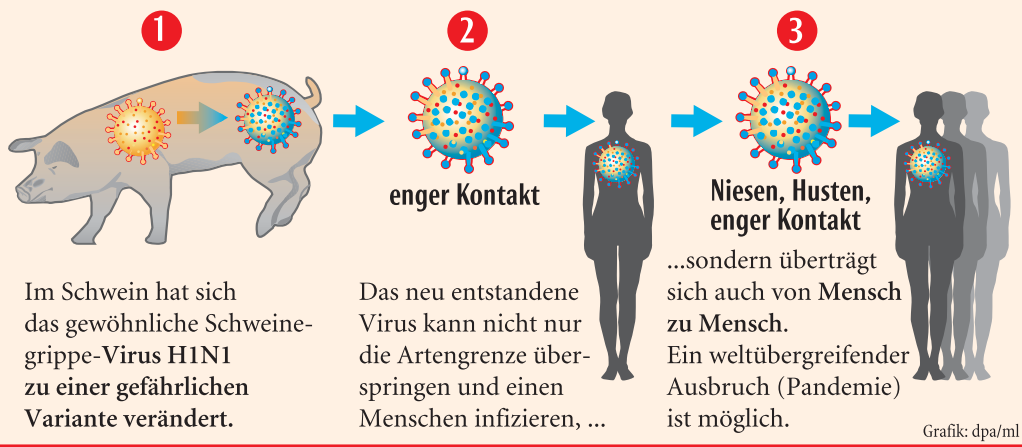 1
Im Schwein hat sich
das gewöhnliche Schweine-
grippe-Virus H1N1
zu einer gefährlichen
Variante verändert.
2
enger Kontakt
Das neu entstandene
Virus kann nicht nur
die Artengrenze über-
springen und einen
Menschen infizieren, ...
3
Niesen, Husten,
enger Kontakt
...sondern überträgt
sich auch von Mensch
zu Mensch.
Ein weltübergreifender
Ausbruch (Pandemie)
ist möglich.
Grafik: dpa/ml